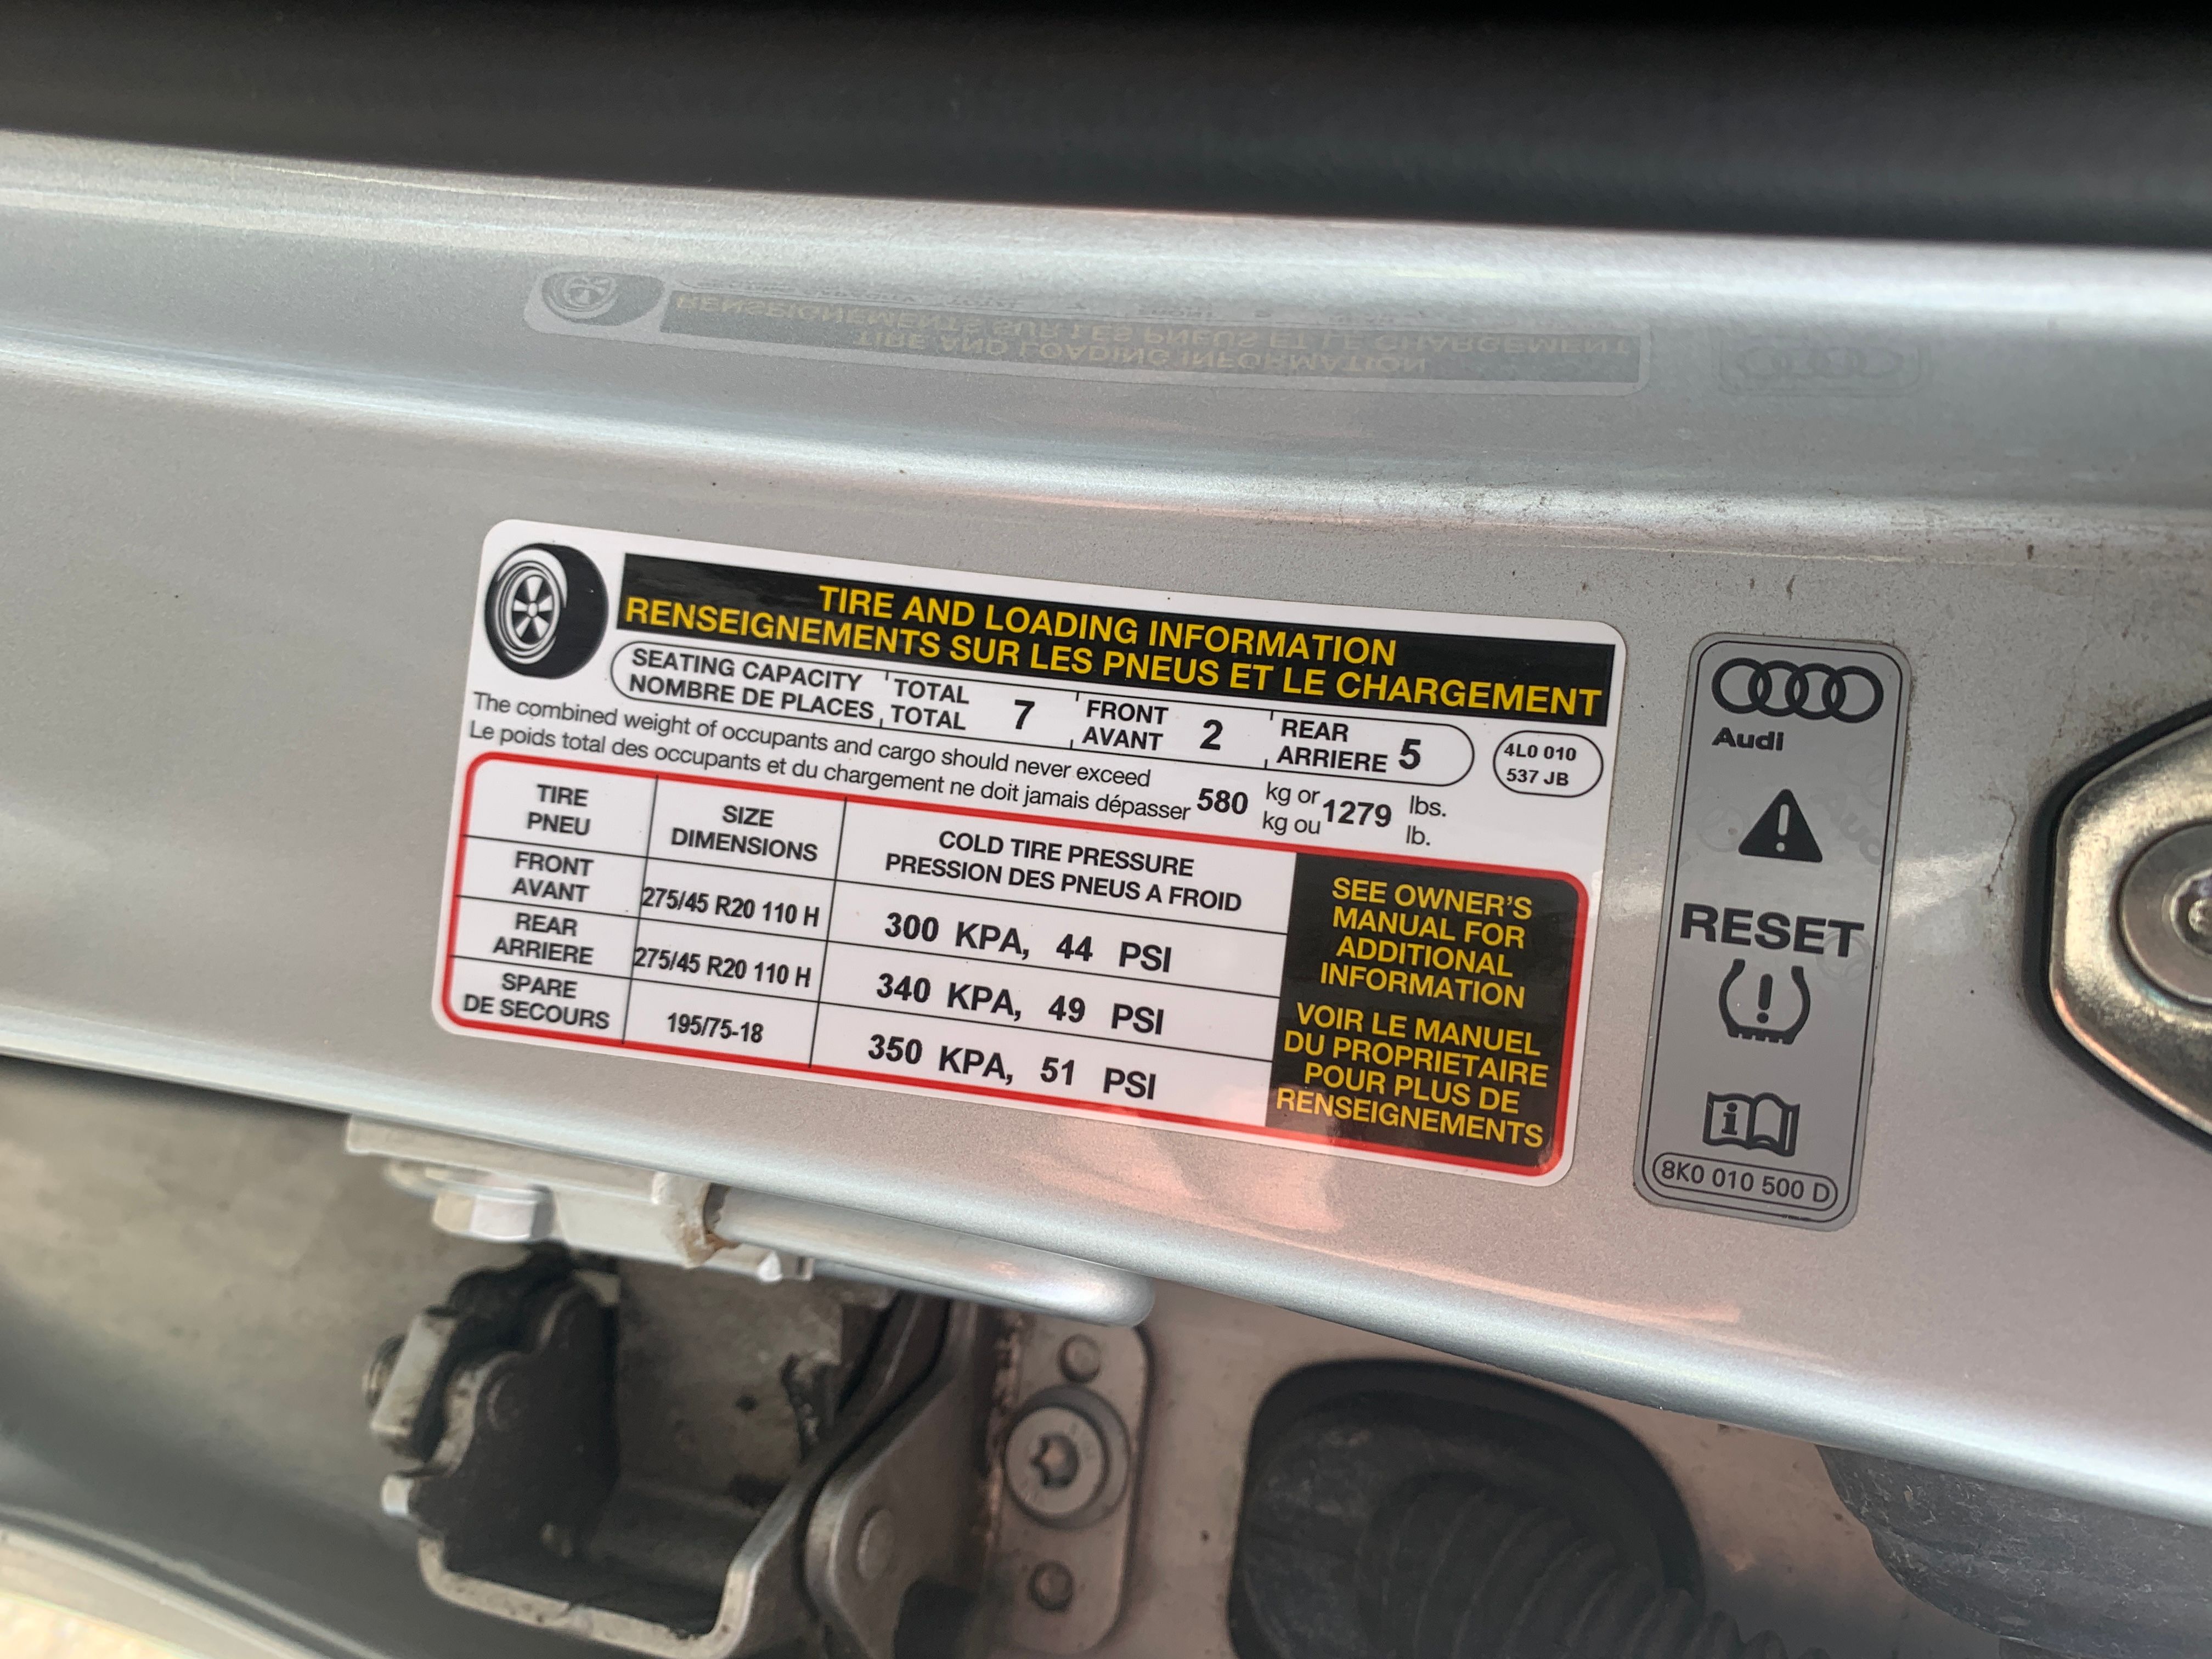 TIRE AND LOADING INFORMATION
RENSEIGNEMENTS SUR LES PNEUS ET LE CHARGEMENT
SEATING CAPACITY TOTAL 7 FRONT 2 REAR 5
NOMBRE DE PLACES TOTAL AVANT ARRIERE
4L0 010
537 JB
The combined weight of occupants and cargo should never exceed 580 kg or 1279 lbs.
Le poids total des occupants et du chargement ne doit jamais dépasser kg ou lb.
TIRE SIZE COLD TIRE PRESSURE
PNEU DIMENSIONS PRESSION DES PNEUS A FROID
FRONT
AVANT 275/45 R20 110 H 300 KPA, 44 PSI
REAR
ARRIERE 275/45 R20 110 H 340 KPA, 49 PSI
SPARE
DE SECOURS 195/75-18 350 KPA, 51 PSI
SEE OWNER'S
MANUAL FOR
ADDITIONAL
INFORMATION
VOIR LE MANUEL
DU PROPRIETAIRE
POUR PLUS DE
RENSEIGNEMENTS
Audi
RESET
8K0 010 500 D